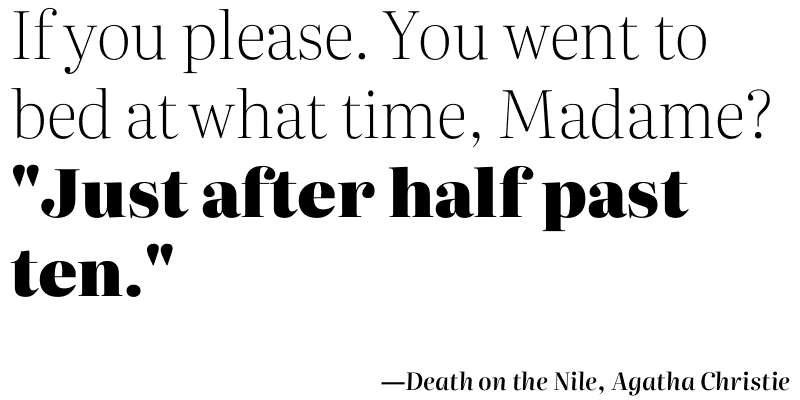 If you please. You went to
bed at what time, Madame?
"Just after half past
ten."
—Death on the Nile, Agatha Christie